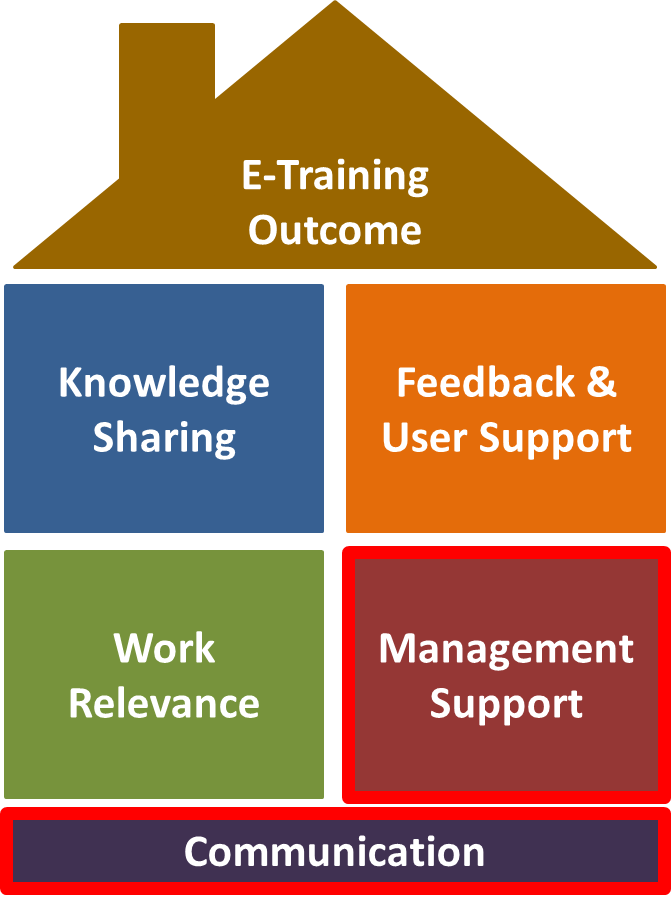 E-Training
Outcome
Knowledge
Sharing
Feedback &
User Support
Work
Relevance
Management
Support
Communication